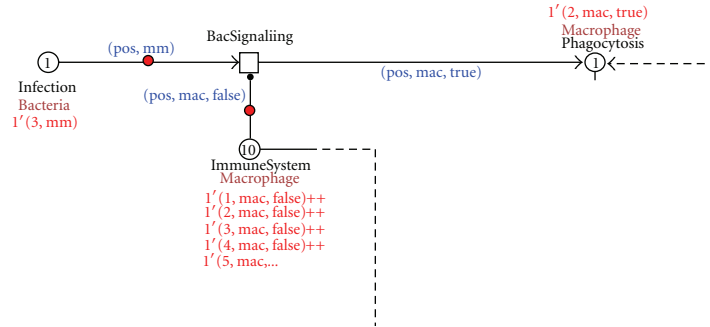 1′(2, mac, true)
Macrophage
Phagocytosis
1
BacSignaliing
(pos, mm)
1
Infection
Bacteria
1′(3, mm)
(pos, mac, true)
(pos, mac, false)
10
ImmuneSystem
Macrophage
1′(1, mac, false)++
1′(2, mac, false)++
1′(3, mac, false)++
1′(4, mac, false)++
1′(5, mac,...